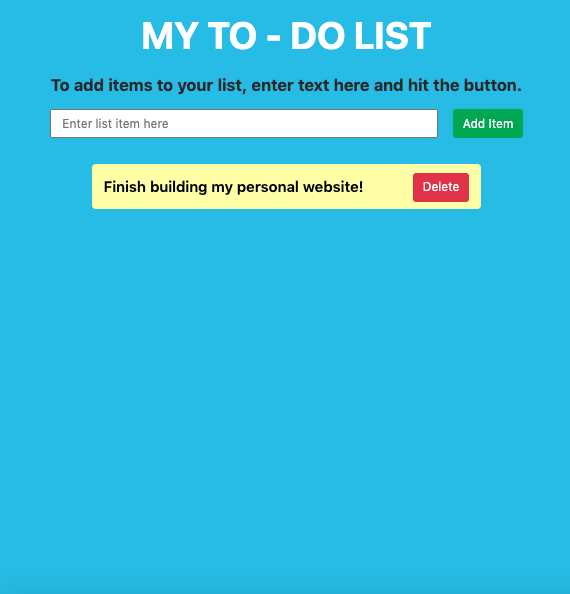 MY TO - DO LIST
To add items to your list, enter text here and hit the button.
Enter list item here Add Item
Finish building my personal website! Delete